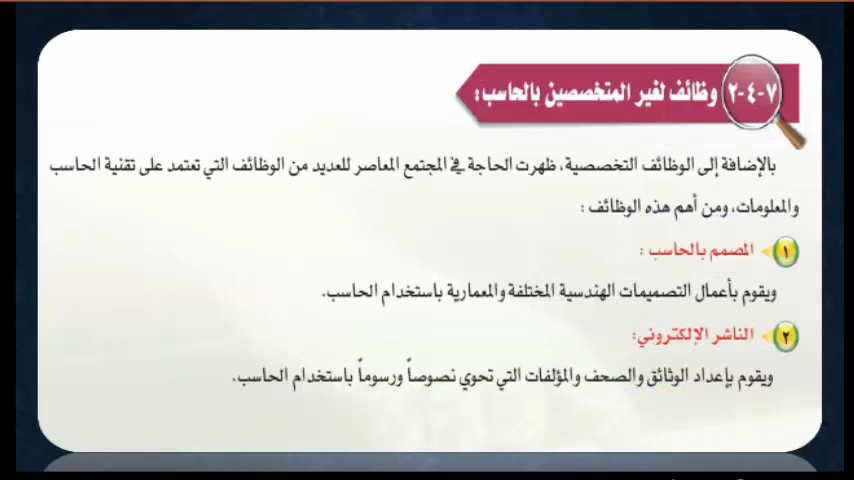 ٧-٤-٢ وظائف لغير المتخصصين بالحاسب:
بالإضافة إلى الوظائف التخصصية، ظهرت الحاجة في المجتمع المعاصر للعديد من الوظائف التي تعتمد على تقنية الحاسب
والمعلومات، ومن أهم هذه الوظائف :
١ المصمم بالحاسب :
ويقوم بأعمال التصميمات الهندسية المختلفة والمعمارية باستخدام الحاسب.
٢ الناشر الإلكتروني:
ويقوم بإعداد الوثائق والصحف والمؤلفات التي تحوي نصوصاً ورسوماً باستخدام الحاسب.